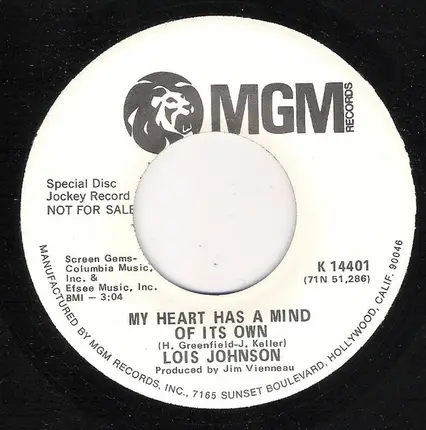 MGM
RECORDS
Special Disc
Jockey Record
NOT FOR SALE
Screen Gems-
Columbia Music,
Inc. &
Efsee Music, Inc.
BMI – 3:04
K 14401
(71N 51,286)
MY HEART HAS A MIND
OF ITS OWN
(H. Greenfield-J. Keller)
LOIS JOHNSON
Produced by Jim Vienneau
MANUFACTURED BY MGM RECORDS, INC., 7165 SUNSET BOULEVARD, HOLLYWOOD, CALIF. 90046